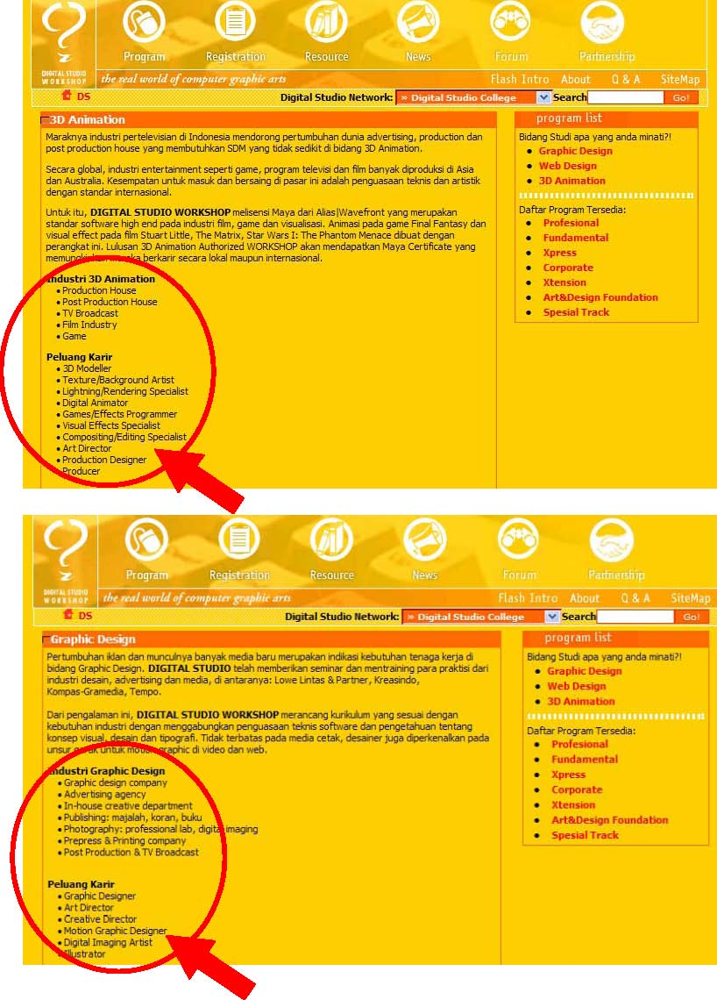 Program Registration Resource News Forum Partnership
DIGITAL STUDIO
WORKSHOP
the real world of computer graphic arts
Flash Intro About Q & A SiteMap
DS
Digital Studio Network: » Digital Studio College Search Go!
3D Animation
Maraknya industri pertelevisian di Indonesia mendorong pertumbuhan dunia advertising, production dan
post production house yang membutuhkan SDM yang tidak sedikit di bidang 3D Animation.
Secara global, industri entertainment seperti game, program televisi dan film banyak diproduksi di Asia
dan Australia. Kesempatan untuk masuk dan bersaing di pasar ini adalah penguasaan teknis dan artistik
dengan standar internasional.
Untuk itu, DIGITAL STUDIO WORKSHOP melisensi Maya dari Alias|Wavefront yang merupakan
standar software high end pada industri film, game dan visualisasi. Animasi pada game Final Fantasy dan
visual effect pada film Stuart Little, The Matrix, Star Wars I: The Phantom Menace dibuat dengan
perangkat ini. Lulusan 3D Animation Authorized WORKSHOP akan mendapatkan Maya Certificate yang
memungkinkan mereka berkarir secara lokal maupun internasional.
Industri 3D Animation
• Production House
• Post Production House
• TV Broadcast
• Film Industry
• Game
Peluang Karir
• 3D Modeller
• Texture/Background Artist
• Lightning/Rendering Specialist
• Digital Animator
• Games/Effects Programmer
• Visual Effects Specialist
• Compositing/Editing Specialist
• Art Director
• Production Designer
• Producer
program list
Bidang Studi apa yang anda minati?!
• Graphic Design
• Web Design
• 3D Animation
Daftar Program Tersedia:
• Profesional
• Fundamental
• Xpress
• Corporate
• Xtension
• Art&Design Foundation
• Spesial Track
Program Registration Resource News Forum Partnership
DIGITAL STUDIO
WORKSHOP
the real world of computer graphic arts
Flash Intro About Q & A SiteMap
DS
Digital Studio Network: » Digital Studio College Search Go!
Graphic Design
Pertumbuhan iklan dan munculnya banyak media baru merupakan indikasi kebutuhan tenaga kerja di
bidang Graphic Design. DIGITAL STUDIO telah memberikan seminar dan mentraining para praktisi dari
industri desain, advertising dan media, di antaranya: Lowe Lintas & Partner, Kreasindo,
Kompas-Gramedia, Tempo.
Dari pengalaman ini, DIGITAL STUDIO WORKSHOP merancang kurikulum yang sesuai dengan
kebutuhan industri dengan menggabungkan penguasaan teknis software dan pengetahuan tentang
konsep visual, desain dan tipografi. Tidak terbatas pada media cetak, desainer juga diperkenalkan pada
unsur gerak untuk motion graphic di video dan web.
Industri Graphic Design
• Graphic design company
• Advertising agency
• In-house creative department
• Publishing: majalah, koran, buku
• Photography: professional lab, digital imaging
• Prepress & Printing company
• Post Production & TV Broadcast
Peluang Karir
• Graphic Designer
• Art Director
• Creative Director
• Motion Graphic Designer
• Digital Imaging Artist
• Illustrator
program list
Bidang Studi apa yang anda minati?!
• Graphic Design
• Web Design
• 3D Animation
Daftar Program Tersedia:
• Profesional
• Fundamental
• Xpress
• Corporate
• Xtension
• Art&Design Foundation
• Spesial Track